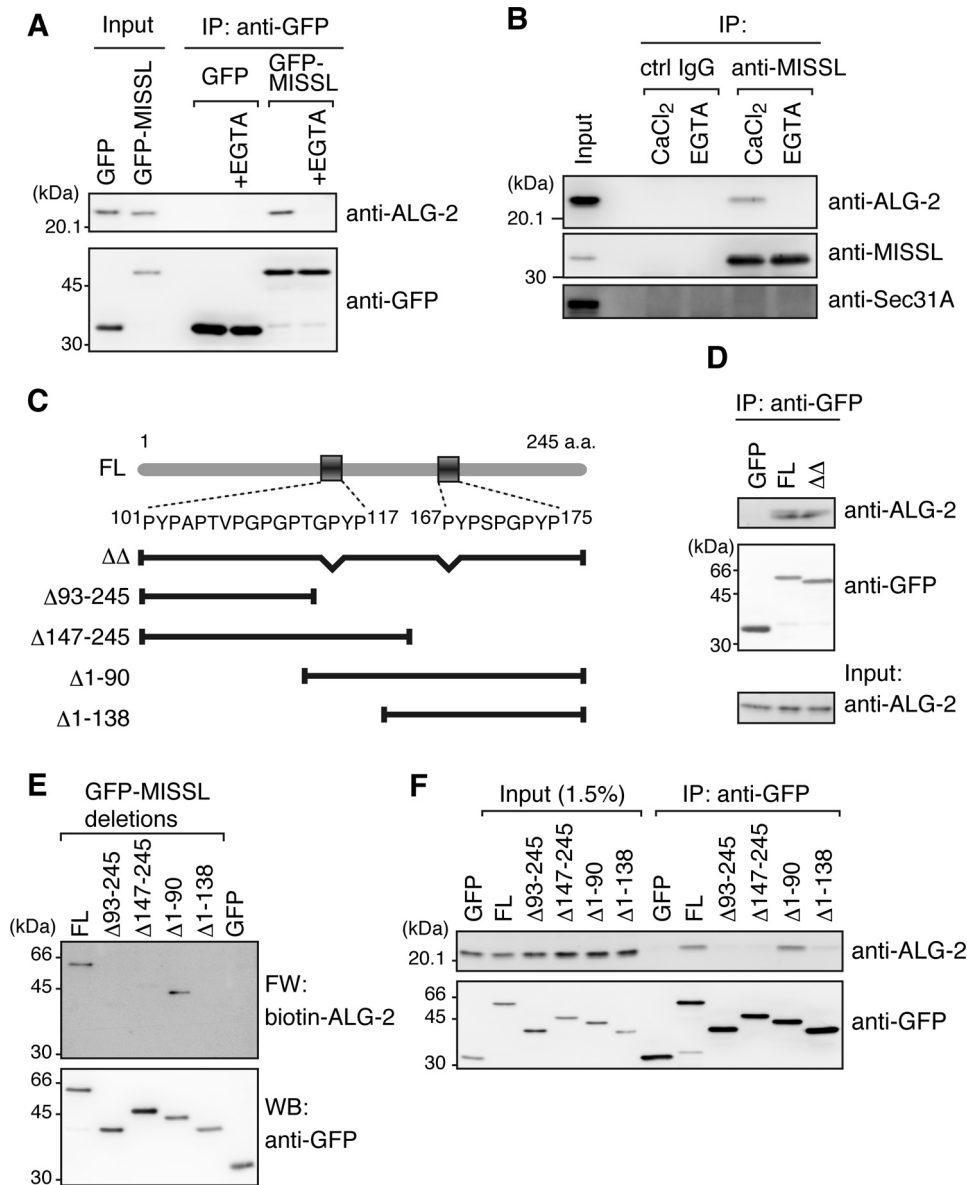 A
Input
IP: anti-GFP
GFP
GFP-MISSL
GFP
+EGTA
GFP-
MISSL
+EGTA
(kDa)
20.1
anti-ALG-2
45
30
anti-GFP
B
IP:
ctrl IgG
anti-MISSL
Input
CaCl2
EGTA
CaCl2
EGTA
(kDa)
20.1
anti-ALG-2
anti-MISSL
30
anti-Sec31A
C
1
245 a.a.
FL
101PYPAPTVPGPGPTGPYP117
167PYPSPGPYP175
ΔΔ
Δ93-245
Δ147-245
Δ1-90
Δ1-138
D
IP: anti-GFP
GFP
FL
ΔΔ
anti-ALG-2
(kDa)
66
45
30
anti-GFP
Input:
anti-ALG-2
E
GFP-MISSL
deletions
FL
Δ93-245
Δ147-245
Δ1-90
Δ1-138
GFP
(kDa)
66
45
30
FW:
biotin-ALG-2
66
45
30
WB:
anti-GFP
F
Input (1.5%)
IP: anti-GFP
GFP
FL
Δ93-245
Δ147-245
Δ1-90
Δ1-138
GFP
FL
Δ93-245
Δ147-245
Δ1-90
Δ1-138
(kDa)
20.1
anti-ALG-2
66
45
30
anti-GFP